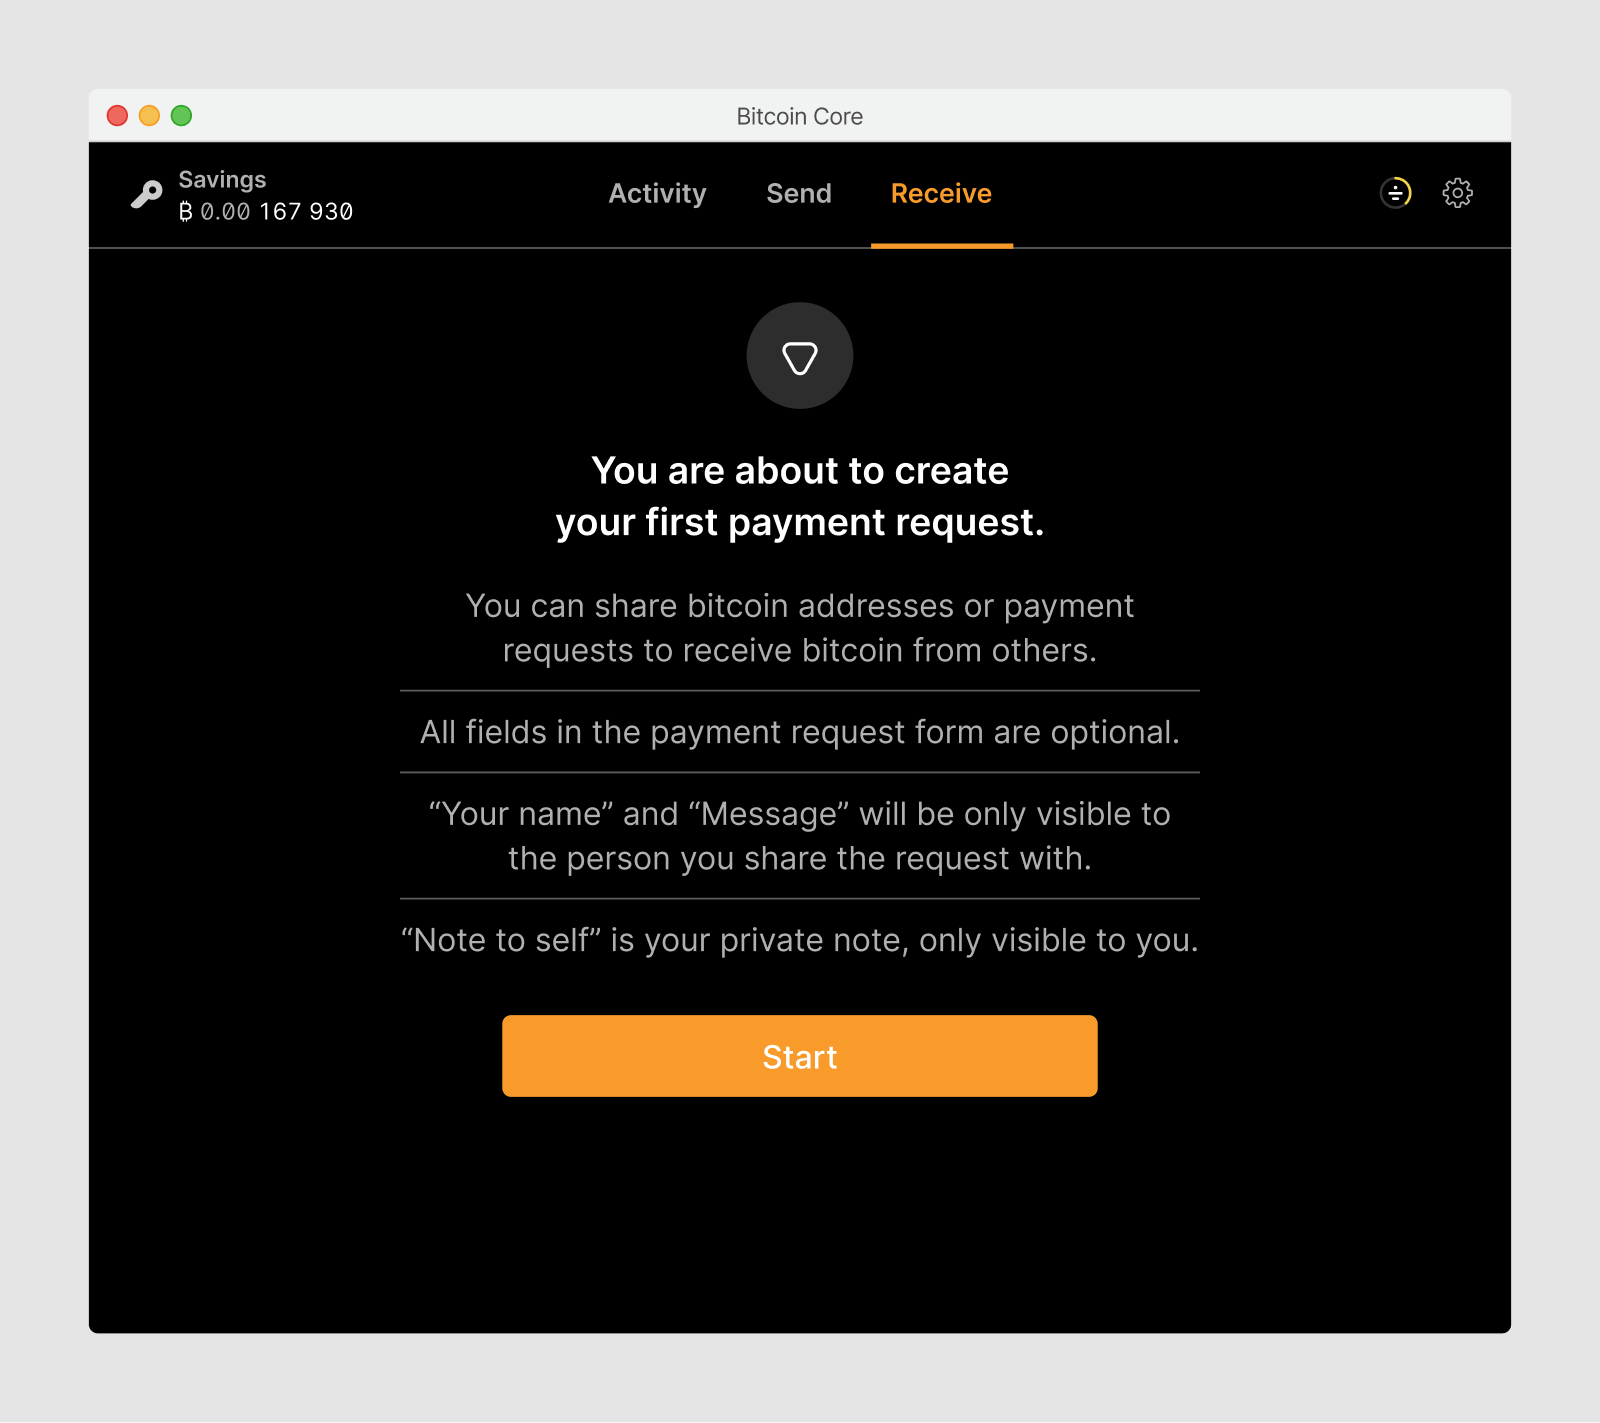 Bitcoin Core
Savings
₿ 0.00 167 930
Activity
Send
Receive
You are about to create
your first payment request.
You can share bitcoin addresses or payment
requests to receive bitcoin from others.
All fields in the payment request form are optional.
“Your name” and “Message” will be only visible to
the person you share the request with.
“Note to self” is your private note, only visible to you.
Start